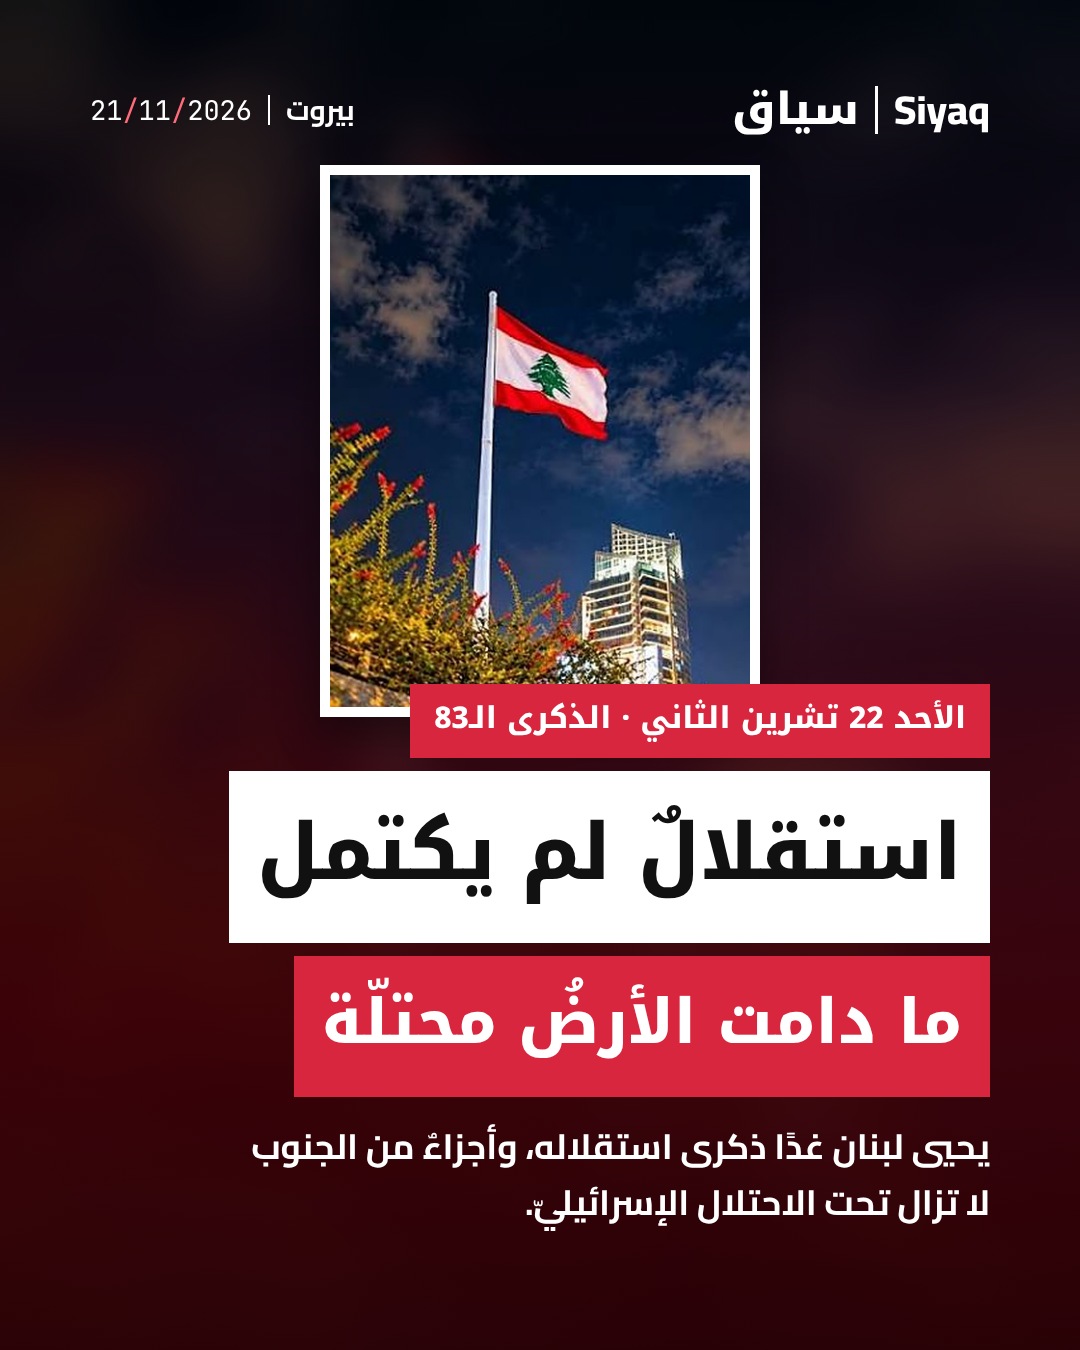 Siyaq | سياق
بيروت | 21/11/2026
الأحد 22 تشرين الثاني · الذكرى الـ83
استقلالٌ لم يكتمل
ما دامت الأرضُ محتلّة
يحيي لبنان غدًا ذكرى استقلاله، وأجزاءٌ من الجنوب
لا تزال تحت الاحتلال الإسرائيليّ.